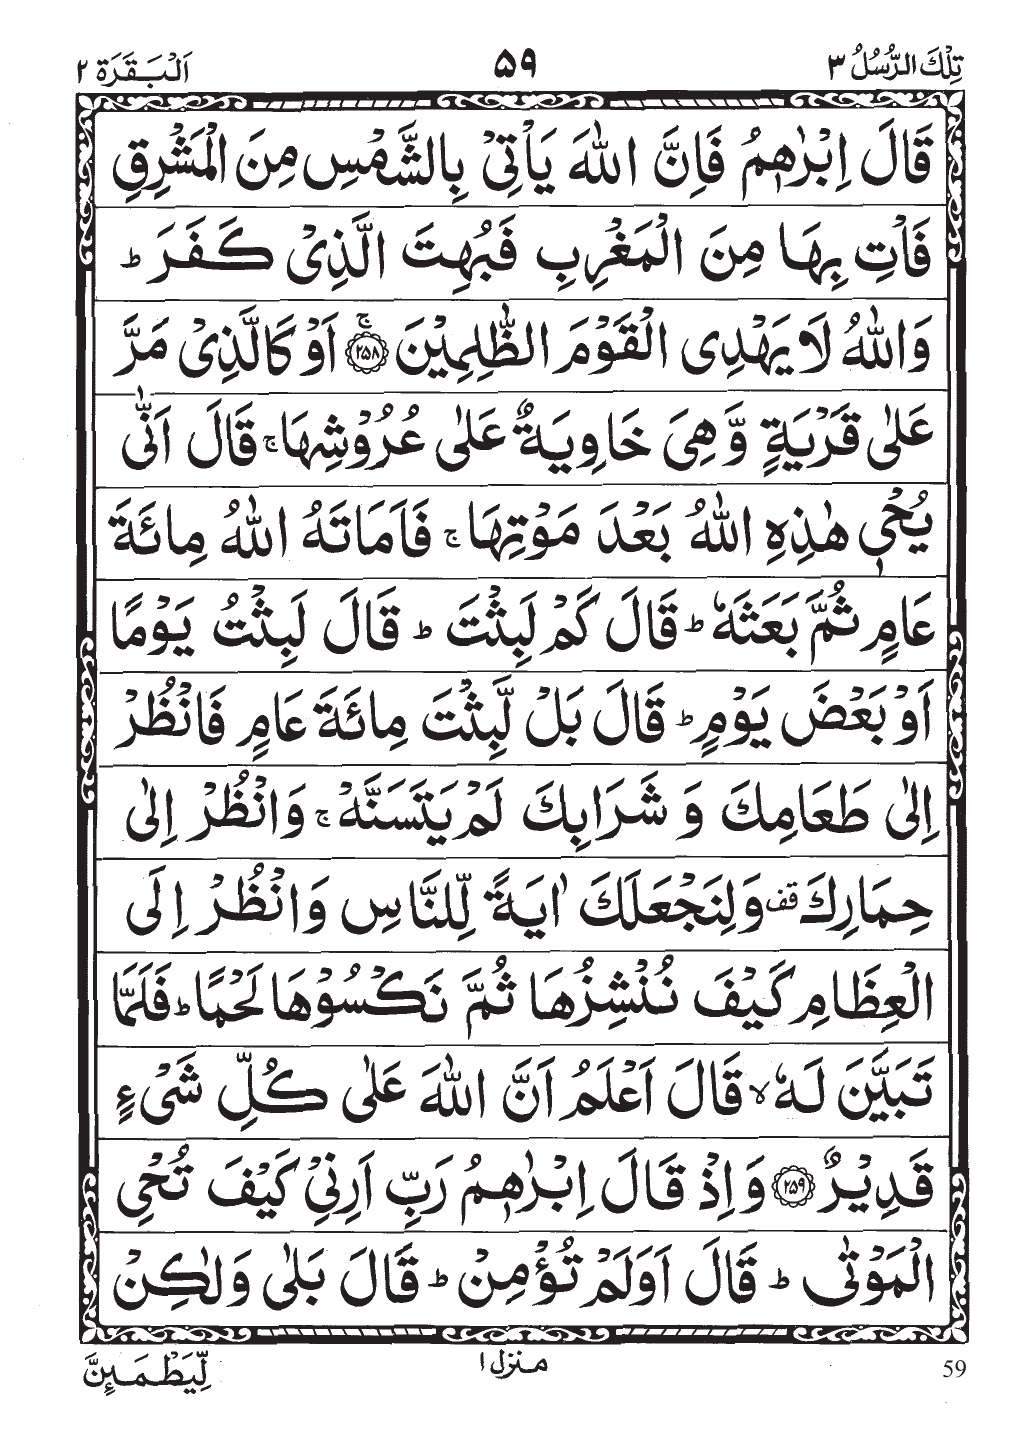 تِلْكَ الرُّسُلُ ٣ ٥٩ اَلْبَقَرَة ٢
قَالَ اِبْرٰهٖمُ فَاِنَّ اللّٰهَ يَاْتِيْ بِالشَّمْسِ مِنَ الْمَشْرِقِ
فَاْتِ بِهَا مِنَ الْمَغْرِبِ فَبُهِتَ الَّذِيْ كَفَرَ ؕ
وَاللّٰهُ لَا يَهْدِي الْقَوْمَ الظّٰلِمِيْنَ ۚ ﴿٢٥٨﴾ اَوْ كَالَّذِيْ مَرَّ
عَلٰى قَرْيَةٍ وَّهِيَ خَاوِيَةٌ عَلٰى عُرُوْشِهَا ۚ قَالَ اَنّٰى
يُحْيٖ هٰذِهِ اللّٰهُ بَعْدَ مَوْتِهَا ۚ فَاَمَاتَهُ اللّٰهُ مِائَةَ
عَامٍ ثُمَّ بَعَثَهٗ ؕ قَالَ كَمْ لَبِثْتَ ؕ قَالَ لَبِثْتُ يَوْمًا
اَوْ بَعْضَ يَوْمٍ ؕ قَالَ بَلْ لَّبِثْتَ مِائَةَ عَامٍ فَانْظُرْ
اِلٰى طَعَامِكَ وَ شَرَابِكَ لَمْ يَتَسَنَّهْ ۚ وَانْظُرْ اِلٰى
حِمَارِكَ قف وَلِنَجْعَلَكَ اٰيَةً لِّلنَّاسِ وَانْظُرْ اِلَى
الْعِظَامِ كَيْفَ نُنْشِزُهَا ثُمَّ نَكْسُوْهَا لَحْمًا ؕ فَلَمَّا
تَبَيَّنَ لَهٗ ۙ قَالَ اَعْلَمُ اَنَّ اللّٰهَ عَلٰى كُلِّ شَيْءٍ
قَدِيْرٌ ﴿٢٥٩﴾ وَاِذْ قَالَ اِبْرٰهٖمُ رَبِّ اَرِنِيْ كَيْفَ تُحْيِ
الْمَوْتٰى ؕ قَالَ اَوَلَمْ تُؤْمِنْ ؕ قَالَ بَلٰى وَلٰكِنْ
59 منزل ١ لِّيَطْمَئِنَّ